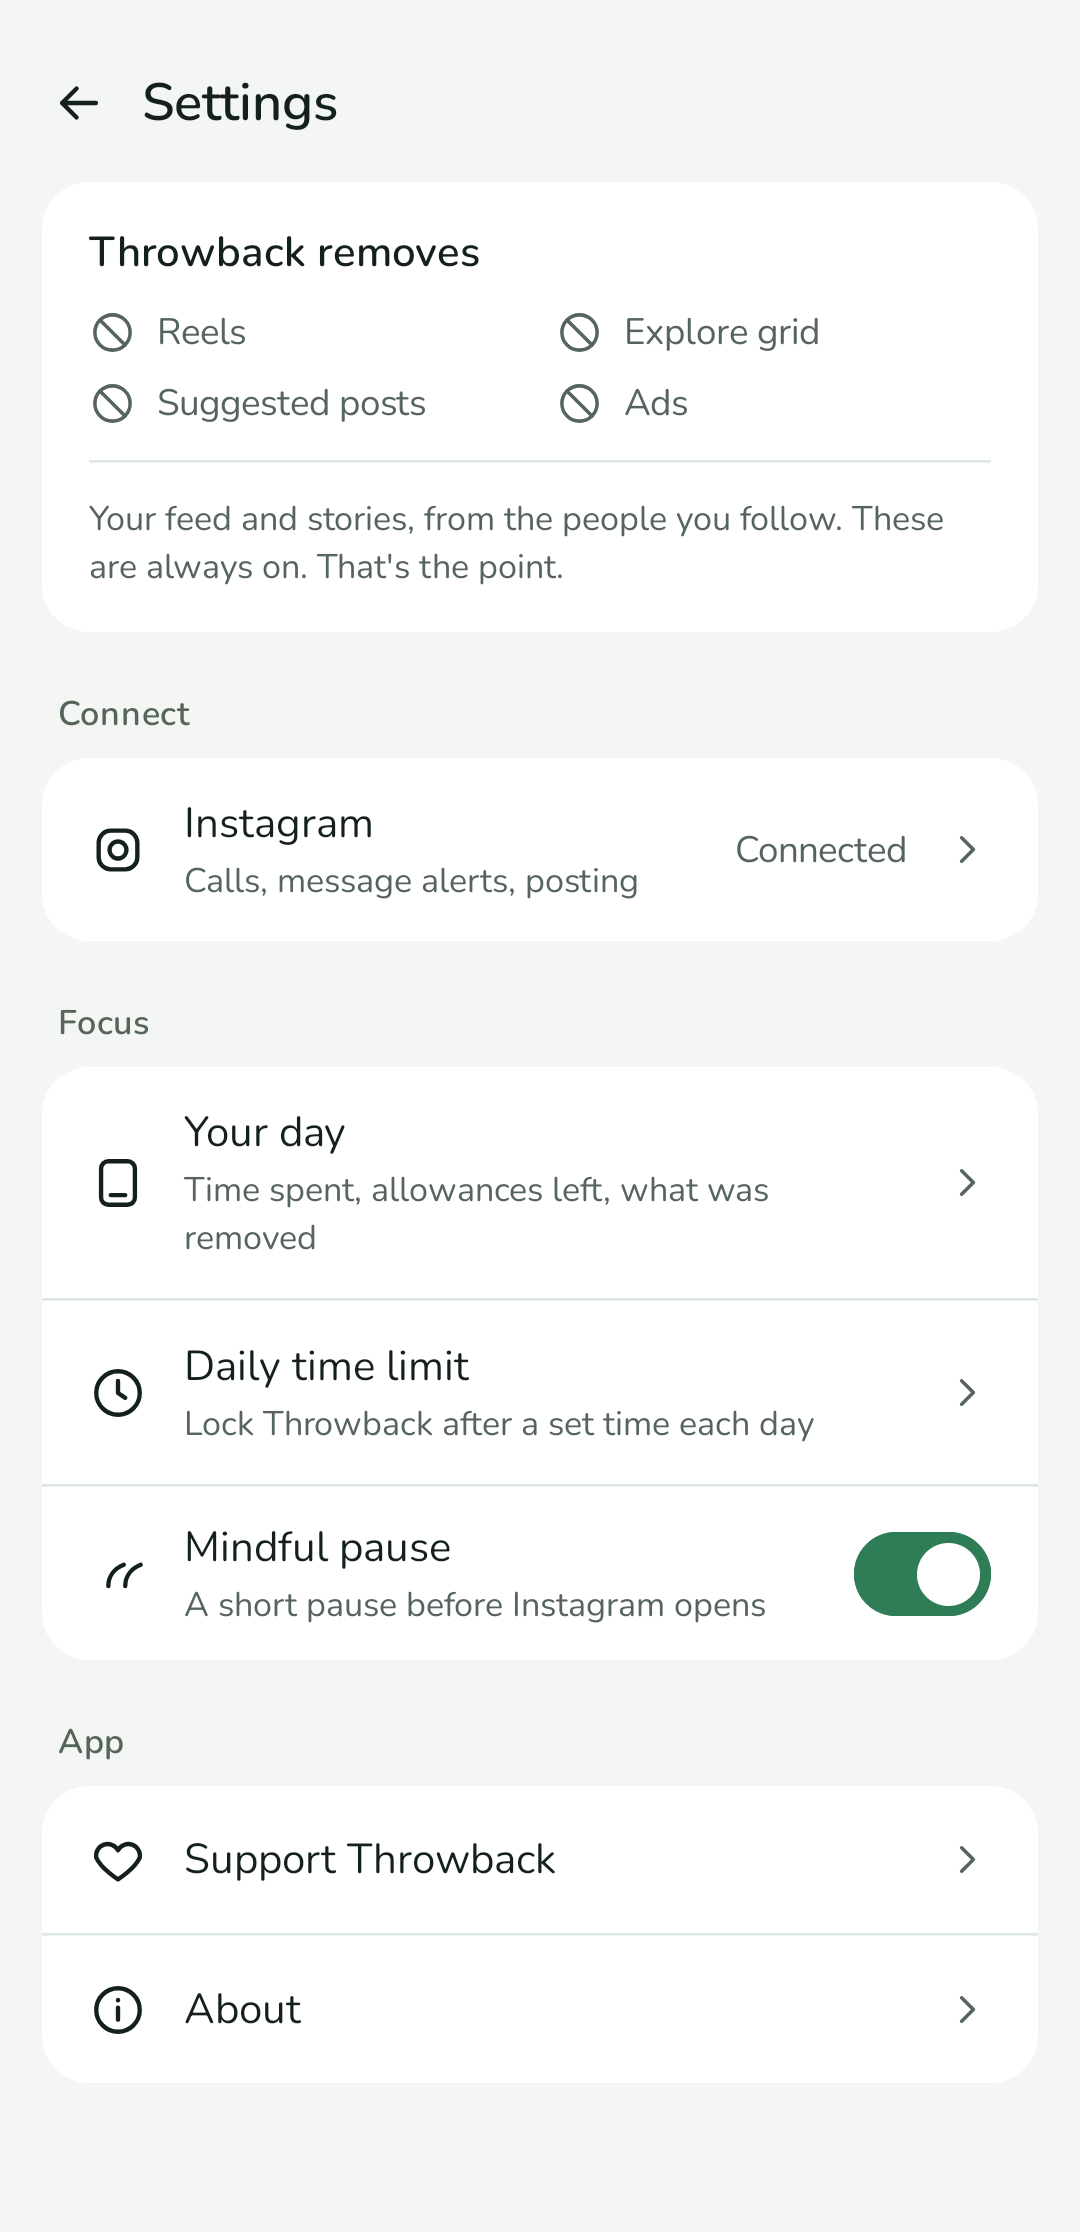 Settings
Throwback removes
Reels
Explore grid
Suggested posts
Ads
Your feed and stories, from the people you follow. These
are always on. That's the point.
Connect
Instagram
Calls, message alerts, posting
Connected
Focus
Your day
Time spent, allowances left, what was
removed
Daily time limit
Lock Throwback after a set time each day
Mindful pause
A short pause before Instagram opens
App
Support Throwback
About